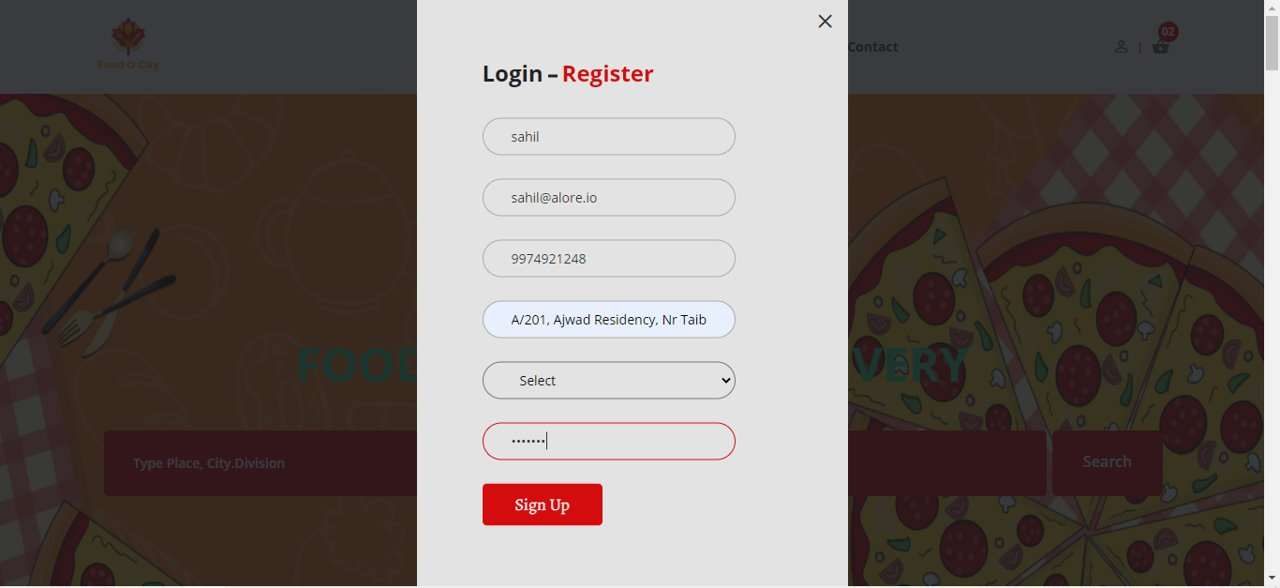 Food O City
Contact
02
Login – Register
sahil
sahil@alore.io
9974921248
A/201, Ajwad Residency, Nr Taib
Select
•••••••
Sign Up
FOOD
VERY
Type Place, City.Division
Search